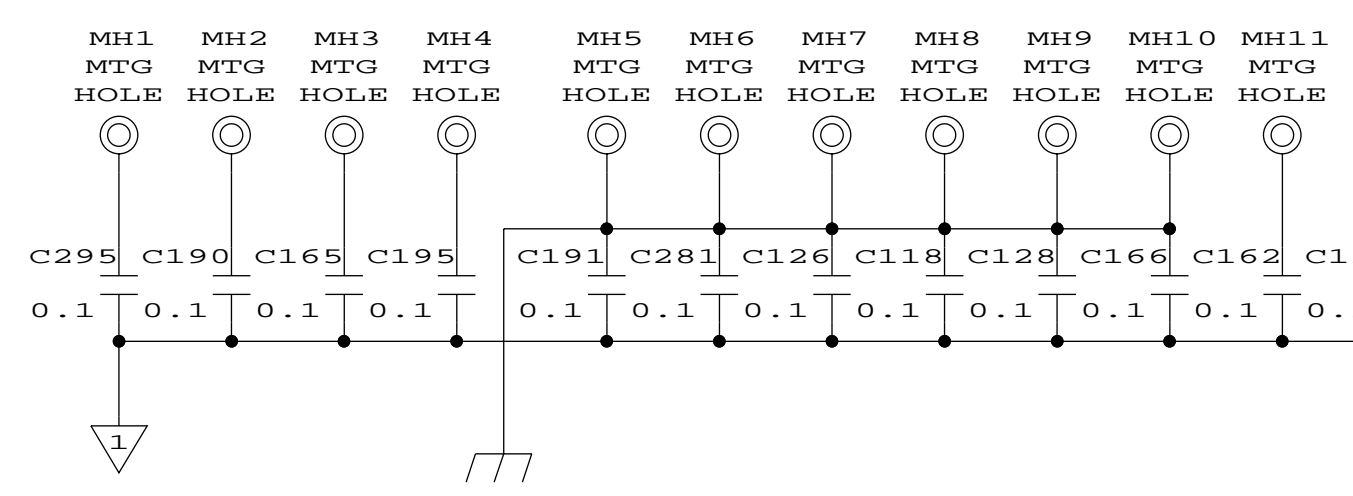 MH1 MH2 MH3 MH4 MH5 MH6 MH7 MH8 MH9 MH10 MH11
MTG MTG MTG MTG MTG MTG MTG MTG MTG MTG MTG
HOLE HOLE HOLE HOLE HOLE HOLE HOLE HOLE HOLE HOLE HOLE
C295 C190 C165 C195 C191 C281 C126 C118 C128 C166 C162 C1
0.1 0.1 0.1 0.1 0.1 0.1 0.1 0.1 0.1 0.1 0.1 0.
1